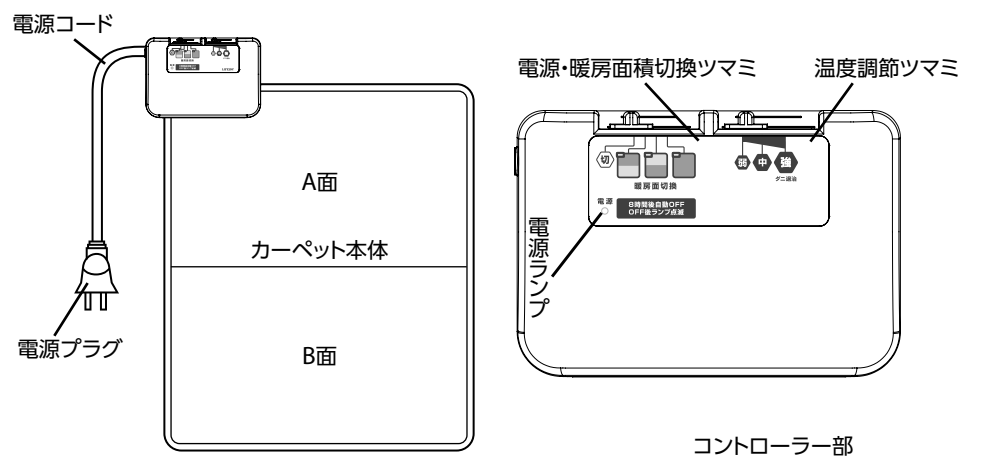 電源コード
A面
カーペット本体
B面
電源プラグ
電源・暖房面積切換ツマミ
温度調節ツマミ
切
弱 中 強
ダニ退治
暖房面切換
電源
8時間後自動OFF
OFF後ランプ点滅
電源ランプ
コントローラー部